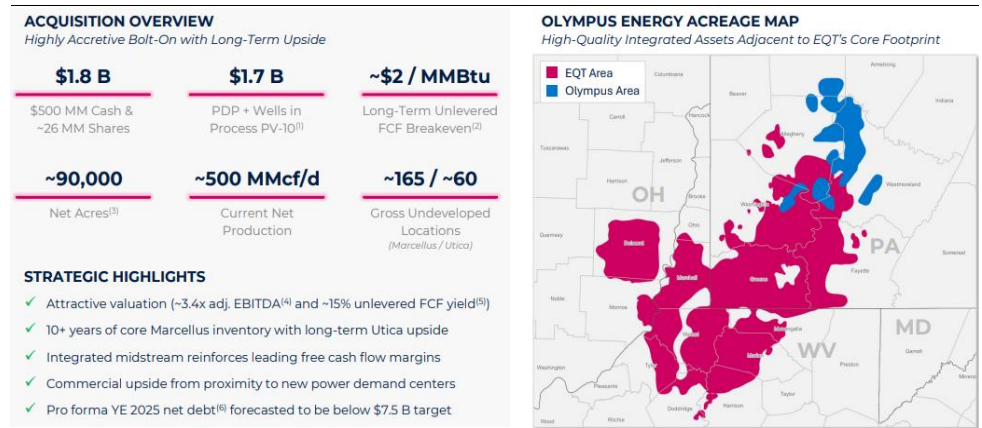 ACQUISITION OVERVIEW
Highly Accretive Bolt-On with Long-Term Upside
$1.8 B
$500 MM Cash &
~26 MM Shares
$1.7 B
PDP + Wells in
Process PV-10(1)
~$2 / MMBtu
Long-Term Unlevered
FCF Breakeven(2)
~90,000
Net Acres(3)
~500 MMcf/d
Current Net
Production
~165 / ~60
Gross Undeveloped
Locations
(Marcellus / Utica)
STRATEGIC HIGHLIGHTS
✓ Attractive valuation (~3.4x adj. EBITDA(4) and ~15% unlevered FCF yield(5))
✓ 10+ years of core Marcellus inventory with long-term Utica upside
✓ Integrated midstream reinforces leading free cash flow margins
✓ Commercial upside from proximity to new power demand centers
✓ Pro forma YE 2025 net debt(6) forecasted to be below $7.5 B target
OLYMPUS ENERGY ACREAGE MAP
High-Quality Integrated Assets Adjacent to EQT's Core Footprint
EQT Area
Olympus Area
Columbiana
Armstrong
Beaver
Indiana
Carroll
Hancock
Allegheny
Tuscarawas
Jefferson
Harrison
OH
Brooke
Westmoreland
Washington
Ohio
Guernsey
Belmont
PA
Somerset
Marshall
Greene
Fayette
Noble
Monroe
Monongalia
Wetzel
MD
WV
Marion
Garrett
Tyler
Preston
Washington
Mineral
Pleasants
Taylor
Doddridge
Harrison
Wood
Ritchie